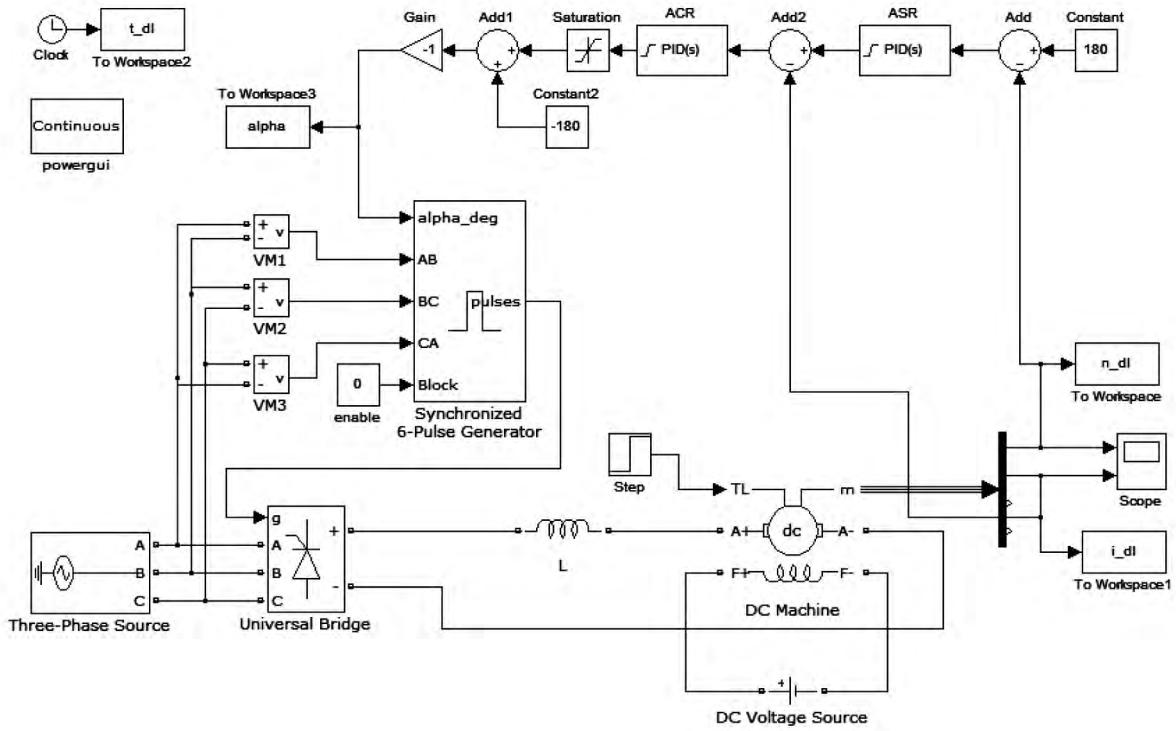 Clock
t_dl
To Workspace2
Continuous
powergui
Gain
-1
Add1
+
+
Saturation
ACR
PID(s)
Add2
+
−
ASR
PID(s)
Add
+
−
Constant
180
Constant2
-180
To Workspace3
alpha
+
-
v
VM1
+
-
v
VM2
+
-
v
VM3
0
enable
alpha_deg
AB
BC
CA
Block
pulses
Synchronized
6-Pulse Generator
n_dl
To Workspace
Scope
i_dl
To Workspace1
Step
TL
m
A+
dc
A-
F+
F-
DC Machine
L
g
A
B
C
+
-
Universal Bridge
A
B
C
Three-Phase Source
+
DC Voltage Source